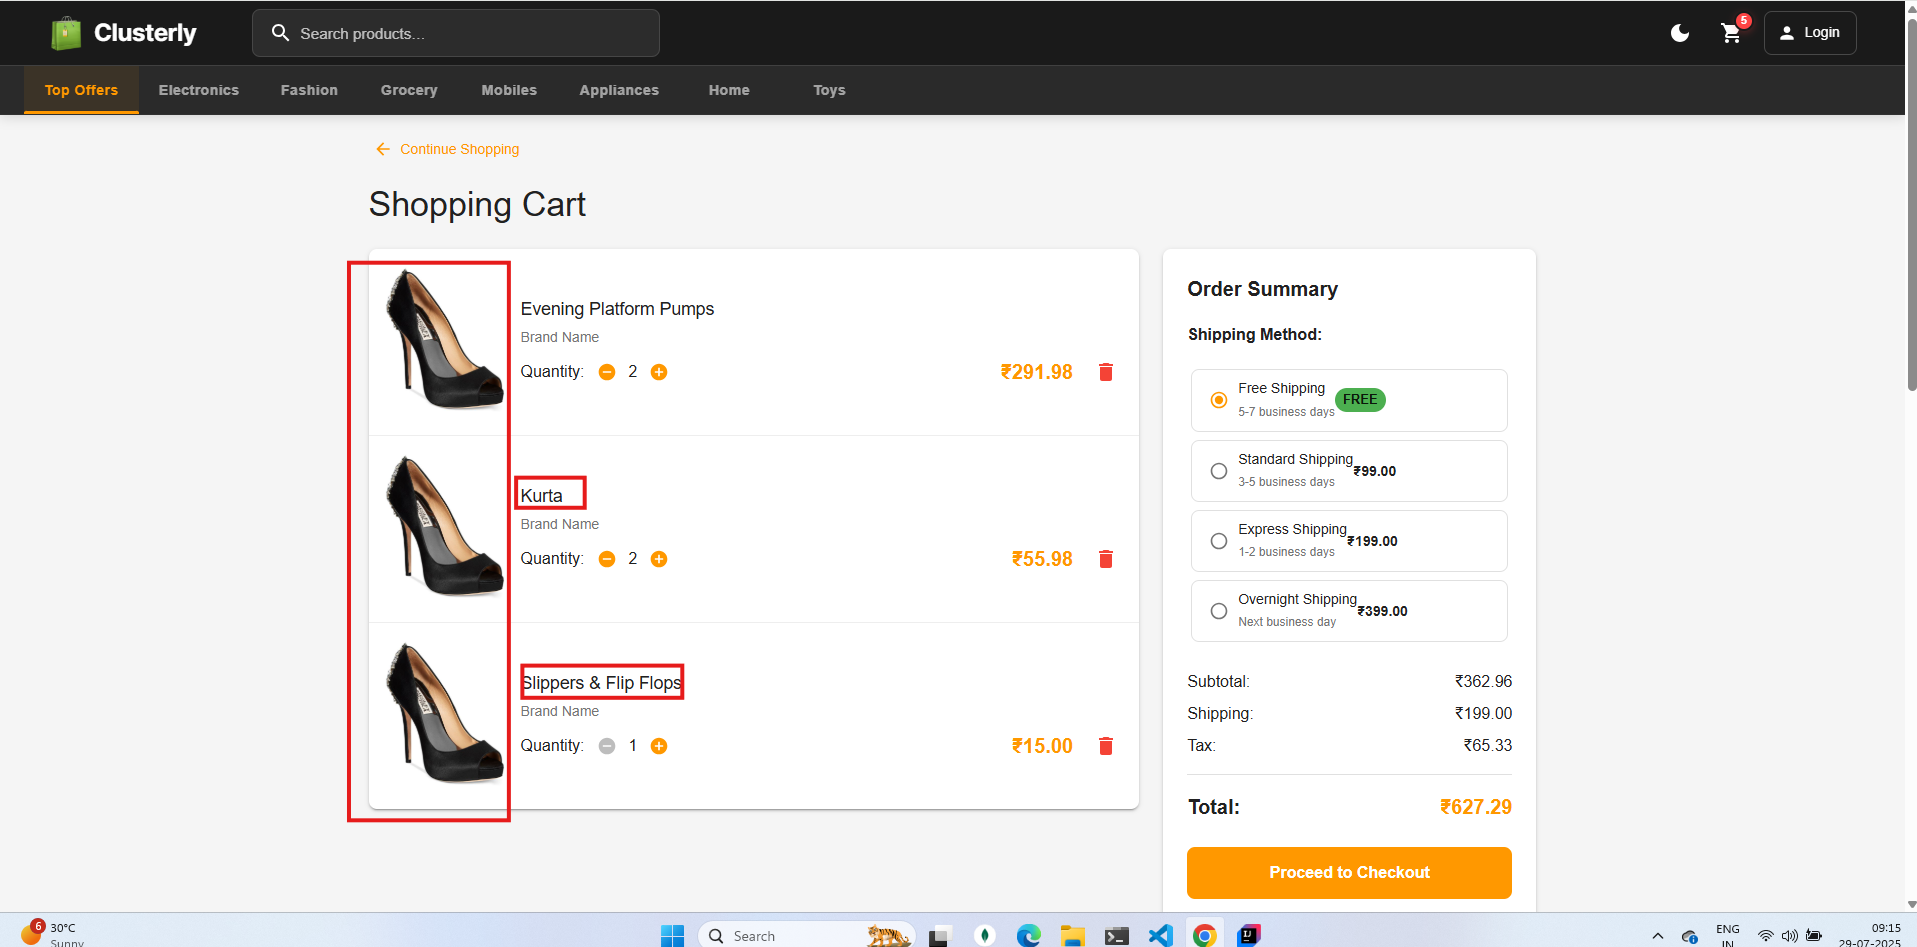 Clusterly
Search products...
5
Login
Top Offers
Electronics
Fashion
Grocery
Mobiles
Appliances
Home
Toys
Continue Shopping
Shopping Cart
Evening Platform Pumps
Brand Name
Quantity: 2
₹291.98
Kurta
Brand Name
Quantity: 2
₹55.98
Slippers & Flip Flops
Brand Name
Quantity: 1
₹15.00
Order Summary
Shipping Method:
Free Shipping
5-7 business days
FREE
Standard Shipping
3-5 business days
₹99.00
Express Shipping
1-2 business days
₹199.00
Overnight Shipping
Next business day
₹399.00
Subtotal: ₹362.96
Shipping: ₹199.00
Tax: ₹65.33
Total: ₹627.29
Proceed to Checkout
6
30°C
Sunny
Search
ENG
IN
09:15
29-07-2025